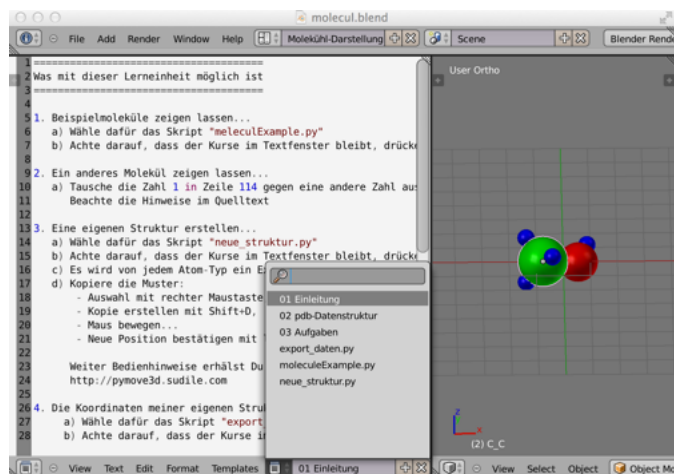 molecul.blend
File Add Render Window Help Molekühl-Darstellung Scene Blender Rende
1 =====================================
2 Was mit dieser Lerneinheit möglich ist
3 =====================================
4
5 1. Beispielmoleküle zeigen lassen...
6 a) Wähle dafür das Skript "meleculExample.py"
7 b) Achte darauf, dass der Kurse im Textfenster bleibt, drücke
8
9 2. Ein anderes Molekül zeigen lassen...
10 a) Tausche die Zahl 1 in Zeile 114 gegen eine andere Zahl aus
11 Beachte die Hinweise im Quelltext
12
13 3. Eine eigenen Struktur erstellen...
14 a) Wähle dafür das Skript "neue_struktur.py"
15 b) Achte darauf, dass der Kurse im Textfenster bleibt, drücke
16 c) Es wird von jedem Atom-Typ ein Ex
17 d) Kopiere die Muster:
18 - Auswahl mit rechter Maustaste
19 - Kopie erstellen mit Shift+D,
20 - Maus bewegen...
21 - Neue Position bestätigen mit
22
23 Weiter Bedienhinweise erhälst Du
24 http://pymove3d.sudile.com
25
26 4. Die Koordinaten meiner eigenen Struk
27 a) Wähle dafür das Skript "export_
28 b) Achte darauf, dass der Kurse im
01 Einleitung
02 pdb-Datenstruktur
03 Aufgaben
export_daten.py
moleculeExample.py
neue_struktur.py
View Text Edit Format Templates 01 Einleitung
User Ortho
z
x
(2) C_C
View Select Object Object Mo